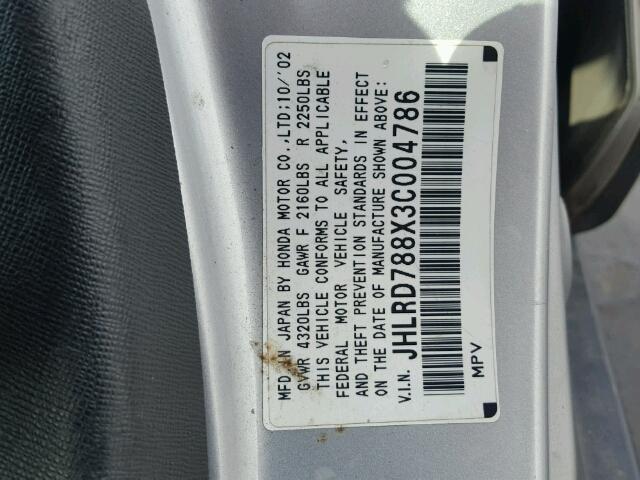 MFD IN JAPAN BY HONDA MOTOR CO.,LTD;10/'02
GVWR 4320LBS GAWR F 2160LBS R 2250LBS
THIS VEHICLE CONFORMS TO ALL APPLICABLE
FEDERAL MOTOR VEHICLE SAFETY,
AND THEFT PREVENTION STANDARDS IN EFFECT
ON THE DATE OF MANUFACTURE SHOWN ABOVE:
V.I.N. JHLRD788X3C004786
MPV